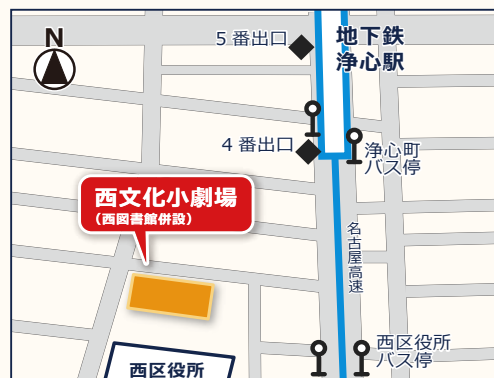 N
5番出口
地下鉄
浄心駅
4番出口
浄心町
バス停
西文化小劇場
(西図書館併設)
名古屋高速
西区役所
バス停
西区役所